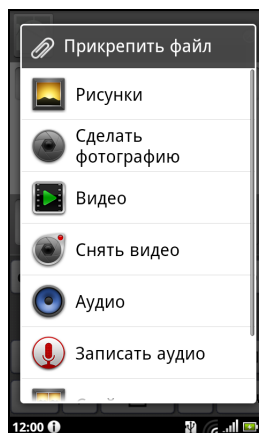 Прикрепить файл
Рисунки
Сделать
фотографию
Видео
Снять видео
Аудио
Записать аудио
12:00